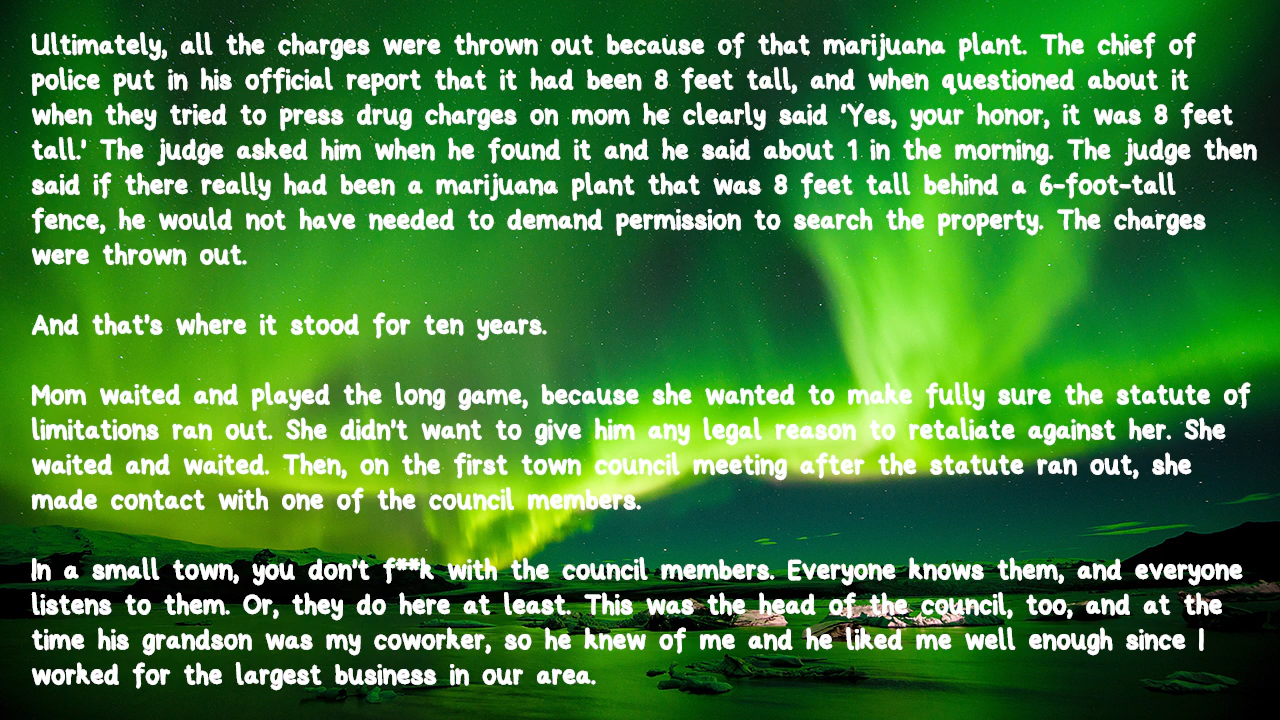 Ultimately, all the charges were thrown out because of that marijuana plant. The chief of
police put in his official report that it had been 8 feet tall, and when questioned about it
when they tried to press drug charges on mom he clearly said 'Yes, your honor, it was 8 feet
tall.' The judge asked him when he found it and he said about 1 in the morning. The judge then
said if there really had been a marijuana plant that was 8 feet tall behind a 6-foot-tall
fence, he would not have needed to demand permission to search the property. The charges
were thrown out.
And that's where it stood for ten years.
Mom waited and played the long game, because she wanted to make fully sure the statute of
limitations ran out. She didn't want to give him any legal reason to retaliate against her. She
waited and waited. Then, on the first town council meeting after the statute ran out, she
made contact with one of the council members.
In a small town, you don't f**k with the council members. Everyone knows them, and everyone
listens to them. Or, they do here at least. This was the head of the council, too, and at the
time his grandson was my coworker, so he knew of me and he liked me well enough since I
worked for the largest business in our area.